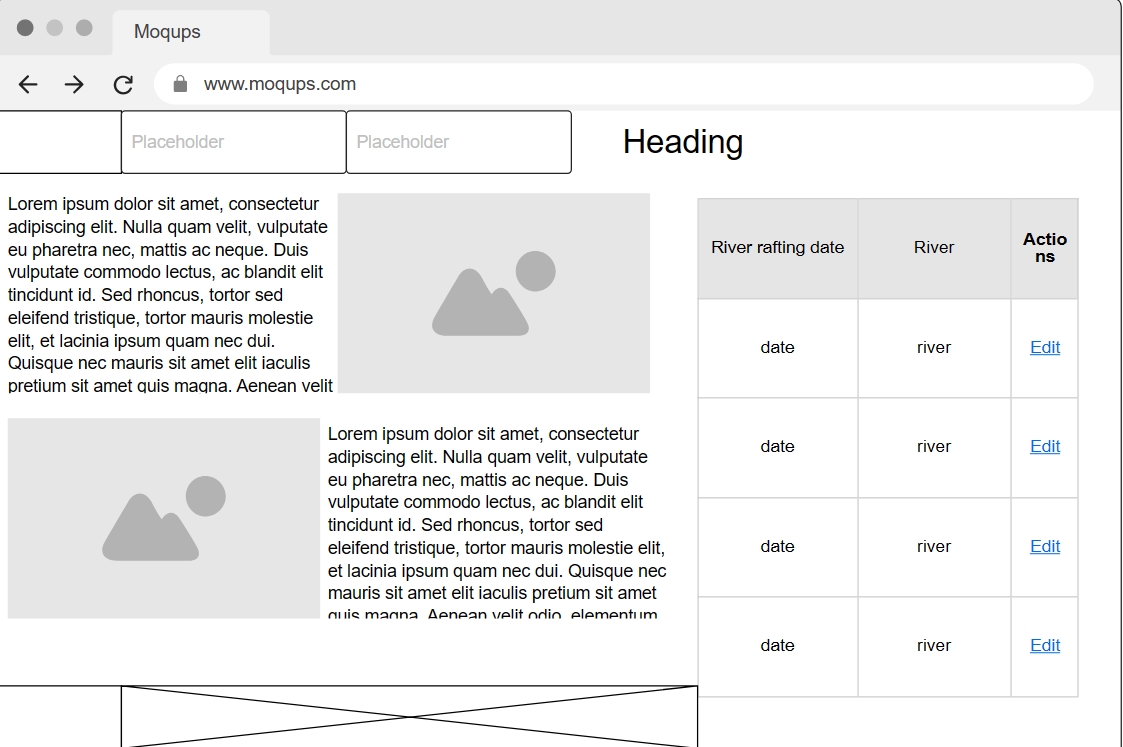 Moqups
www.moqups.com
Placeholder
Placeholder
Heading
Lorem ipsum dolor sit amet, consectetur
adipiscing elit. Nulla quam velit, vulputate
eu pharetra nec, mattis ac neque. Duis
vulputate commodo lectus, ac blandit elit
tincidunt id. Sed rhoncus, tortor sed
eleifend tristique, tortor mauris molestie
elit, et lacinia ipsum quam nec dui.
Quisque nec mauris sit amet elit iaculis
pretium sit amet quis magna. Aenean velit
Lorem ipsum dolor sit amet, consectetur
adipiscing elit. Nulla quam velit, vulputate
eu pharetra nec, mattis ac neque. Duis
vulputate commodo lectus, ac blandit elit
tincidunt id. Sed rhoncus, tortor sed
eleifend tristique, tortor mauris molestie elit,
et lacinia ipsum quam nec dui. Quisque nec
mauris sit amet elit iaculis pretium sit amet
quis magna. Aenean velit odio, elementum
River rafting date River Actio
ns
date river Edit
date river Edit
date river Edit
date river Edit